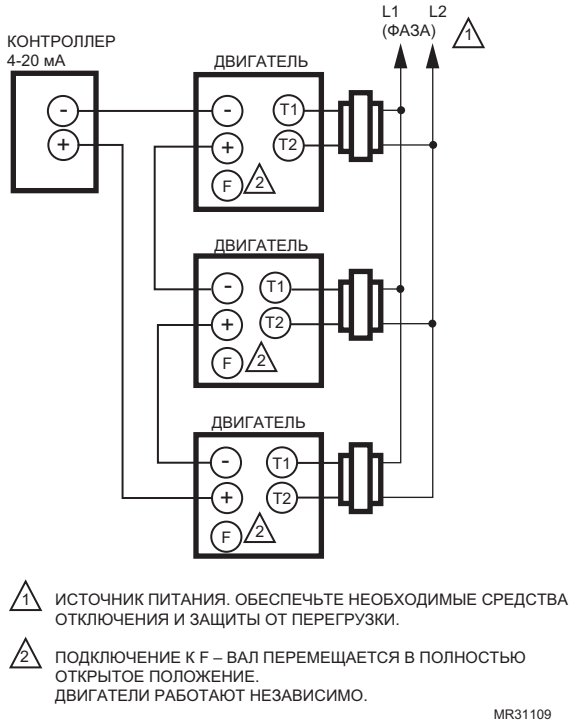 L1 L2
(ФАЗА)
1
КОНТРОЛЛЕР
4-20 мА
ДВИГАТЕЛЬ
- - T1
+ + T2
F 2
ДВИГАТЕЛЬ
- T1
+ T2
F 2
ДВИГАТЕЛЬ
- T1
+ T2
F 2
1 ИСТОЧНИК ПИТАНИЯ. ОБЕСПЕЧЬТЕ НЕОБХОДИМЫЕ СРЕДСТВА
ОТКЛЮЧЕНИЯ И ЗАЩИТЫ ОТ ПЕРЕГРУЗКИ.
2 ПОДКЛЮЧЕНИЕ К F – ВАЛ ПЕРЕМЕЩАЕТСЯ В ПОЛНОСТЬЮ
ОТКРЫТОЕ ПОЛОЖЕНИЕ.
ДВИГАТЕЛИ РАБОТАЮТ НЕЗАВИСИМО.
MR31109